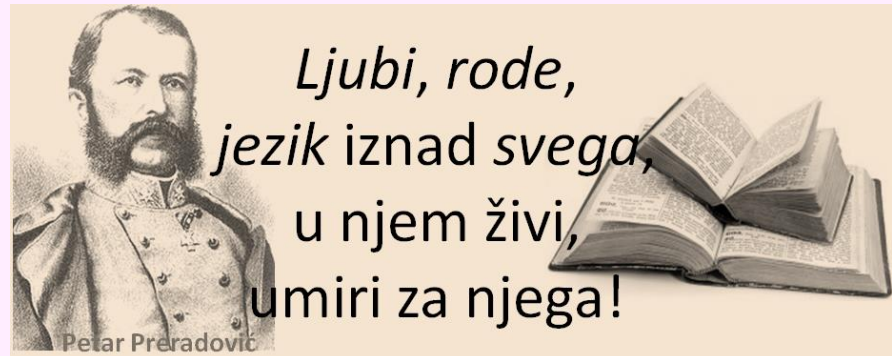 Ljubi, rode,
jezik iznad svega,
u njem živi,
umiri za njega!
Petar Preradović